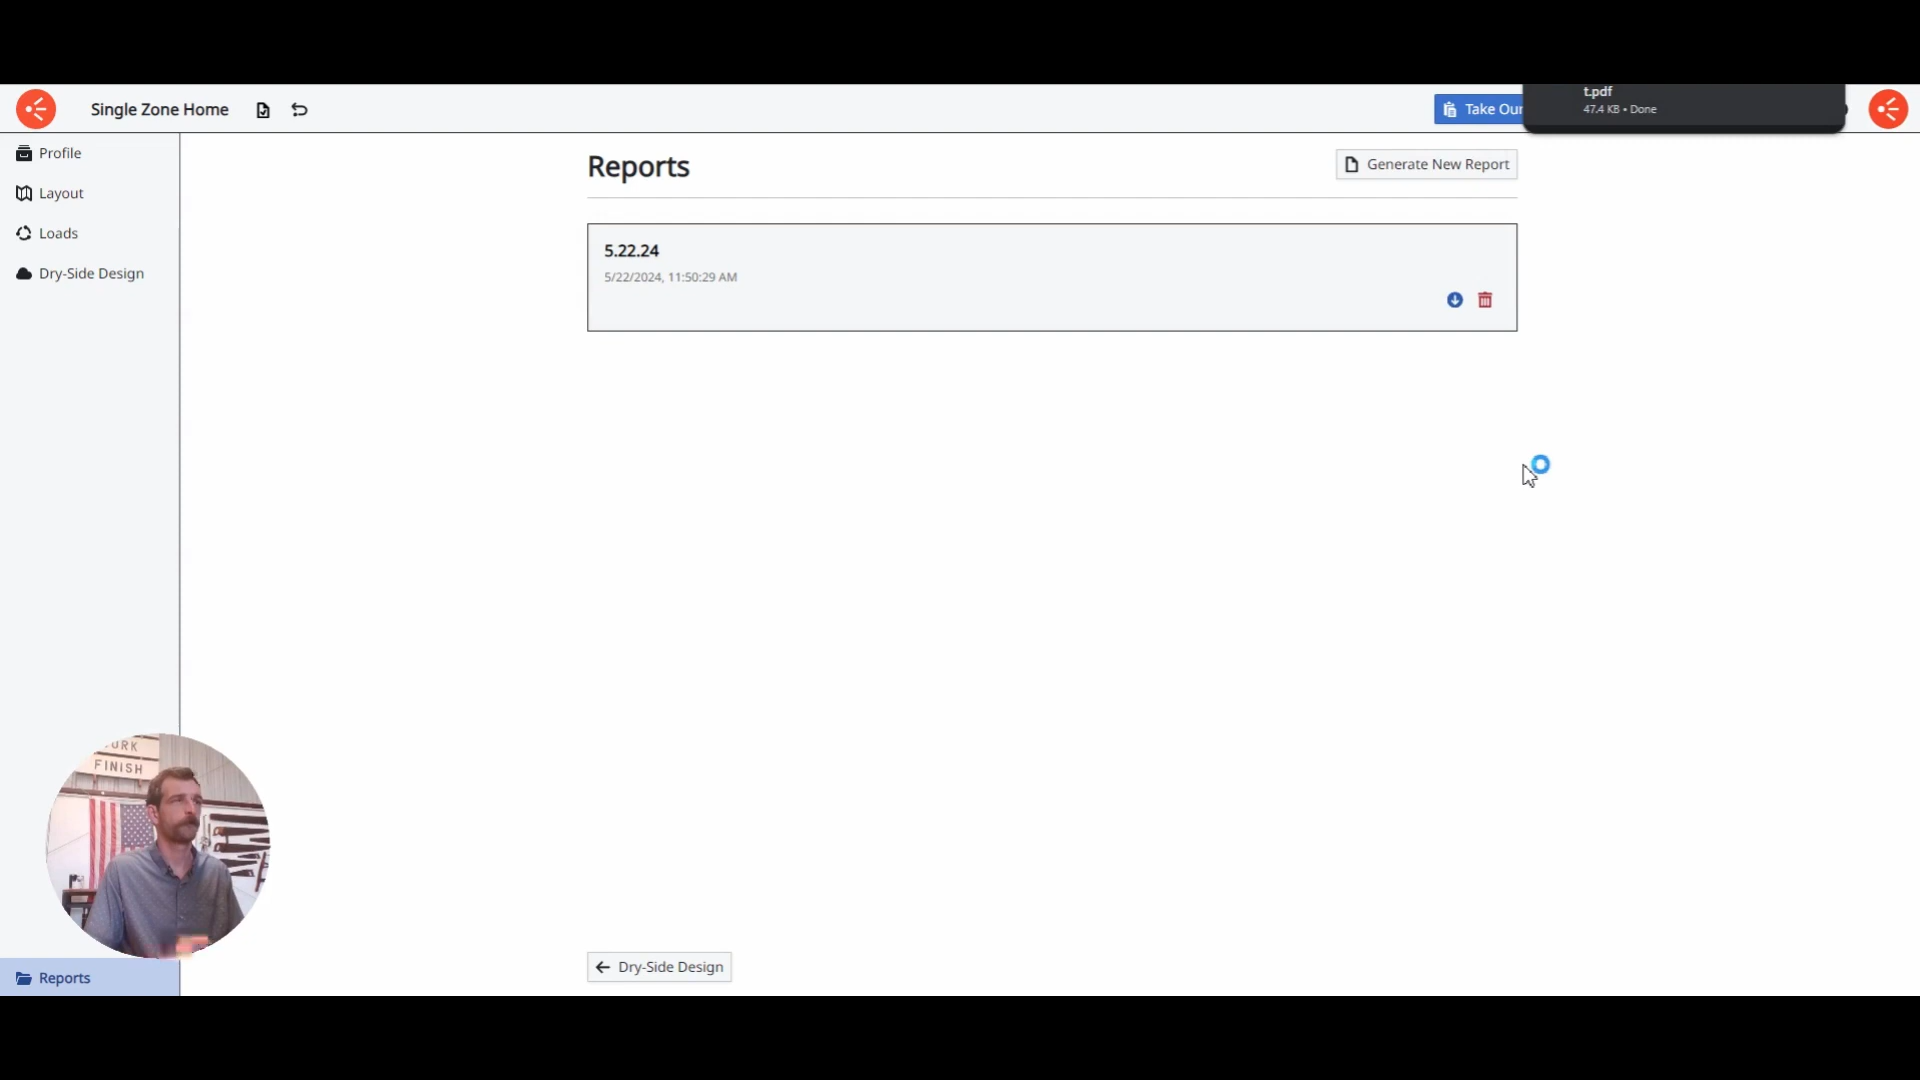 Single Zone Home
Take Our
t.pdf
47.4 KB • Done
Profile
Layout
Loads
Dry-Side Design
Reports
Generate New Report
5.22.24
5/22/2024, 11:50:29 AM
FINISH
Dry-Side Design
Reports